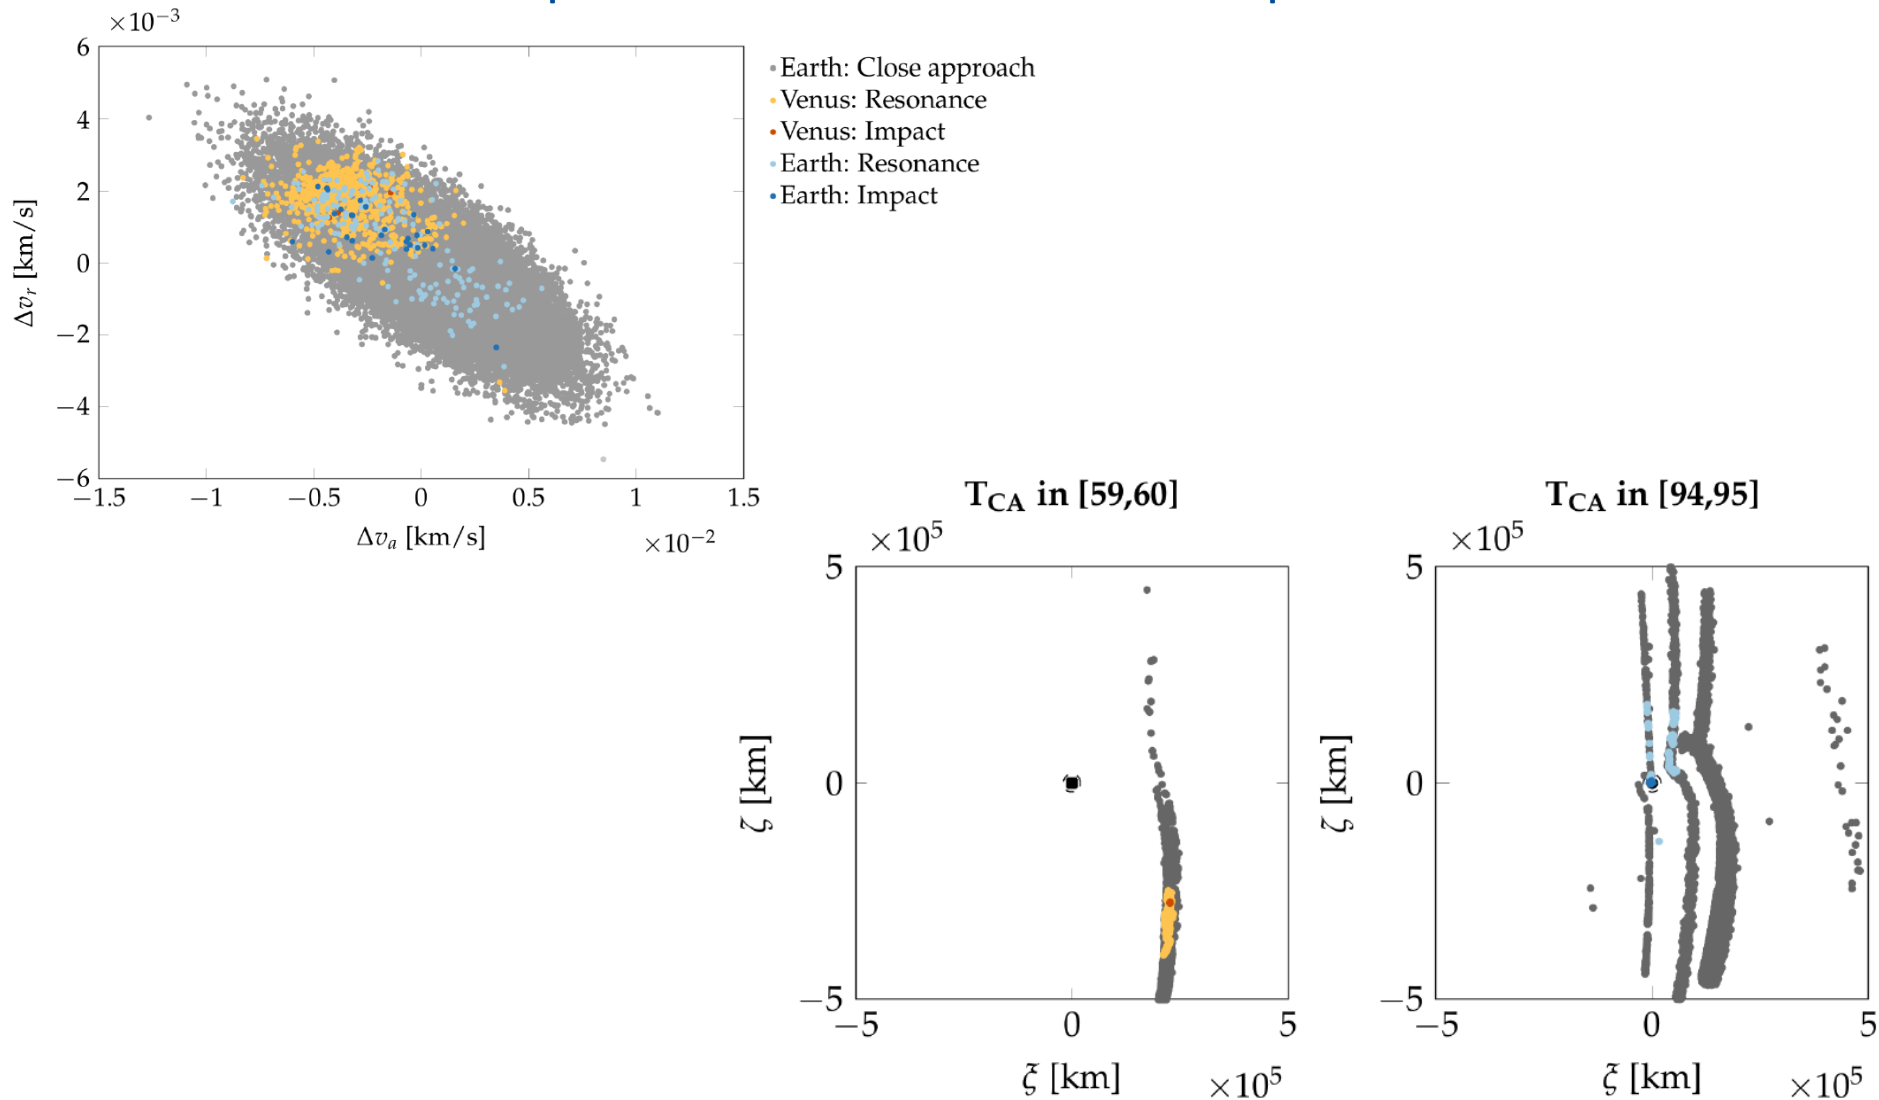 ×10⁻³
6
4
2
0
−2
−4
−6
Δvᵣ [km/s]
−1.5 −1 −0.5 0 0.5 1 1.5
Δvₐ [km/s]
×10⁻²
Earth: Close approach
Venus: Resonance
Venus: Impact
Earth: Resonance
Earth: Impact
T_CA in [59,60]
×10⁵
5
0
−5
ζ [km]
−5 0 5
ξ [km]
×10⁵
T_CA in [94,95]
×10⁵
5
0
−5
ζ [km]
−5 0 5
ξ [km]
×10⁵